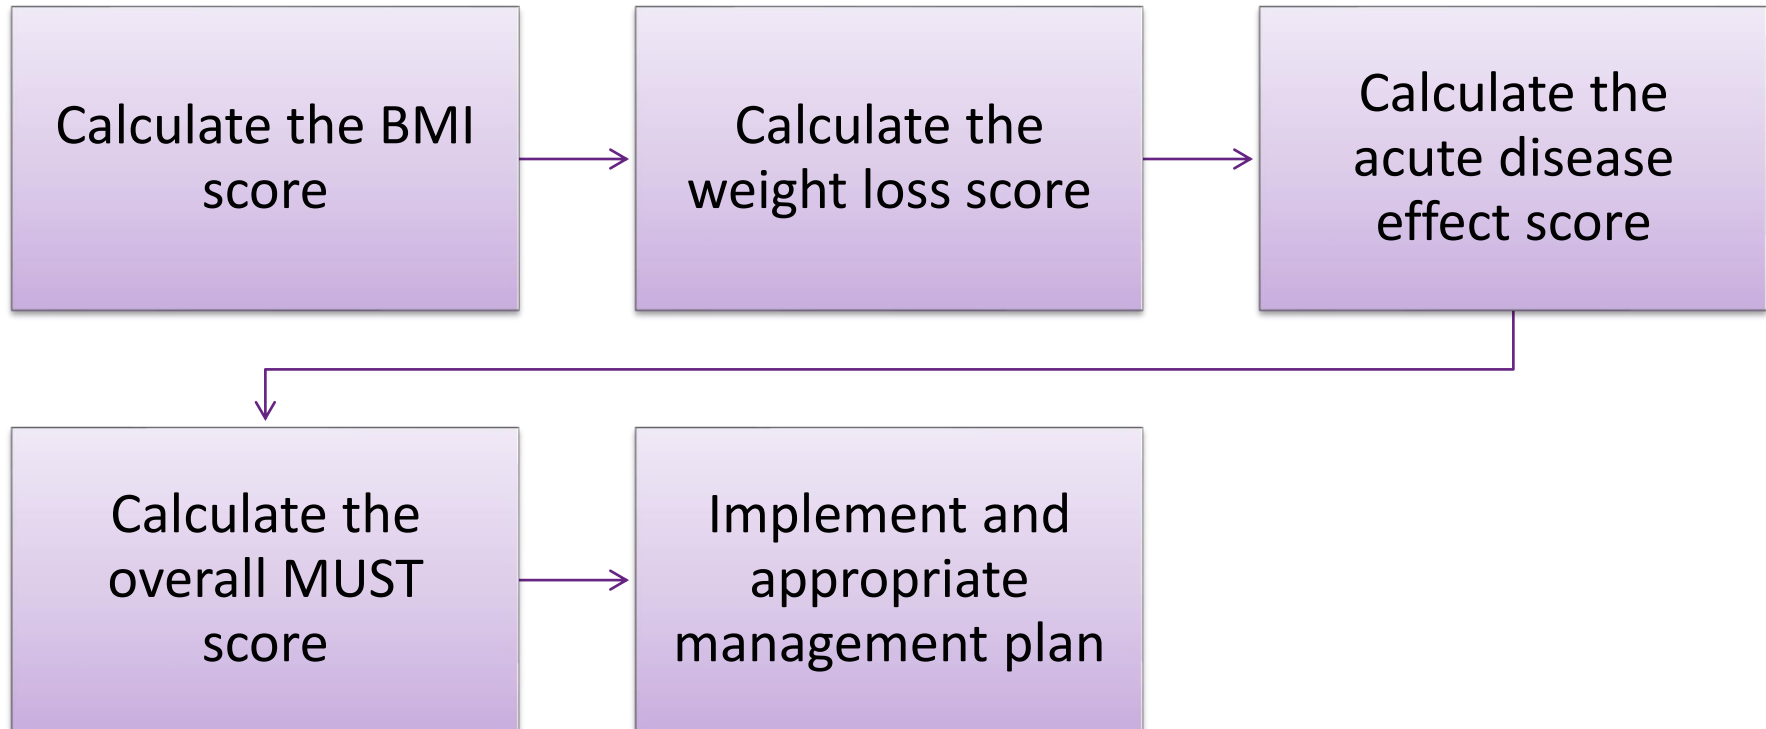 Calculate the BMI
score
Calculate the
weight loss score
Calculate the
acute disease
effect score
Calculate the
overall MUST
score
Implement and
appropriate
management plan